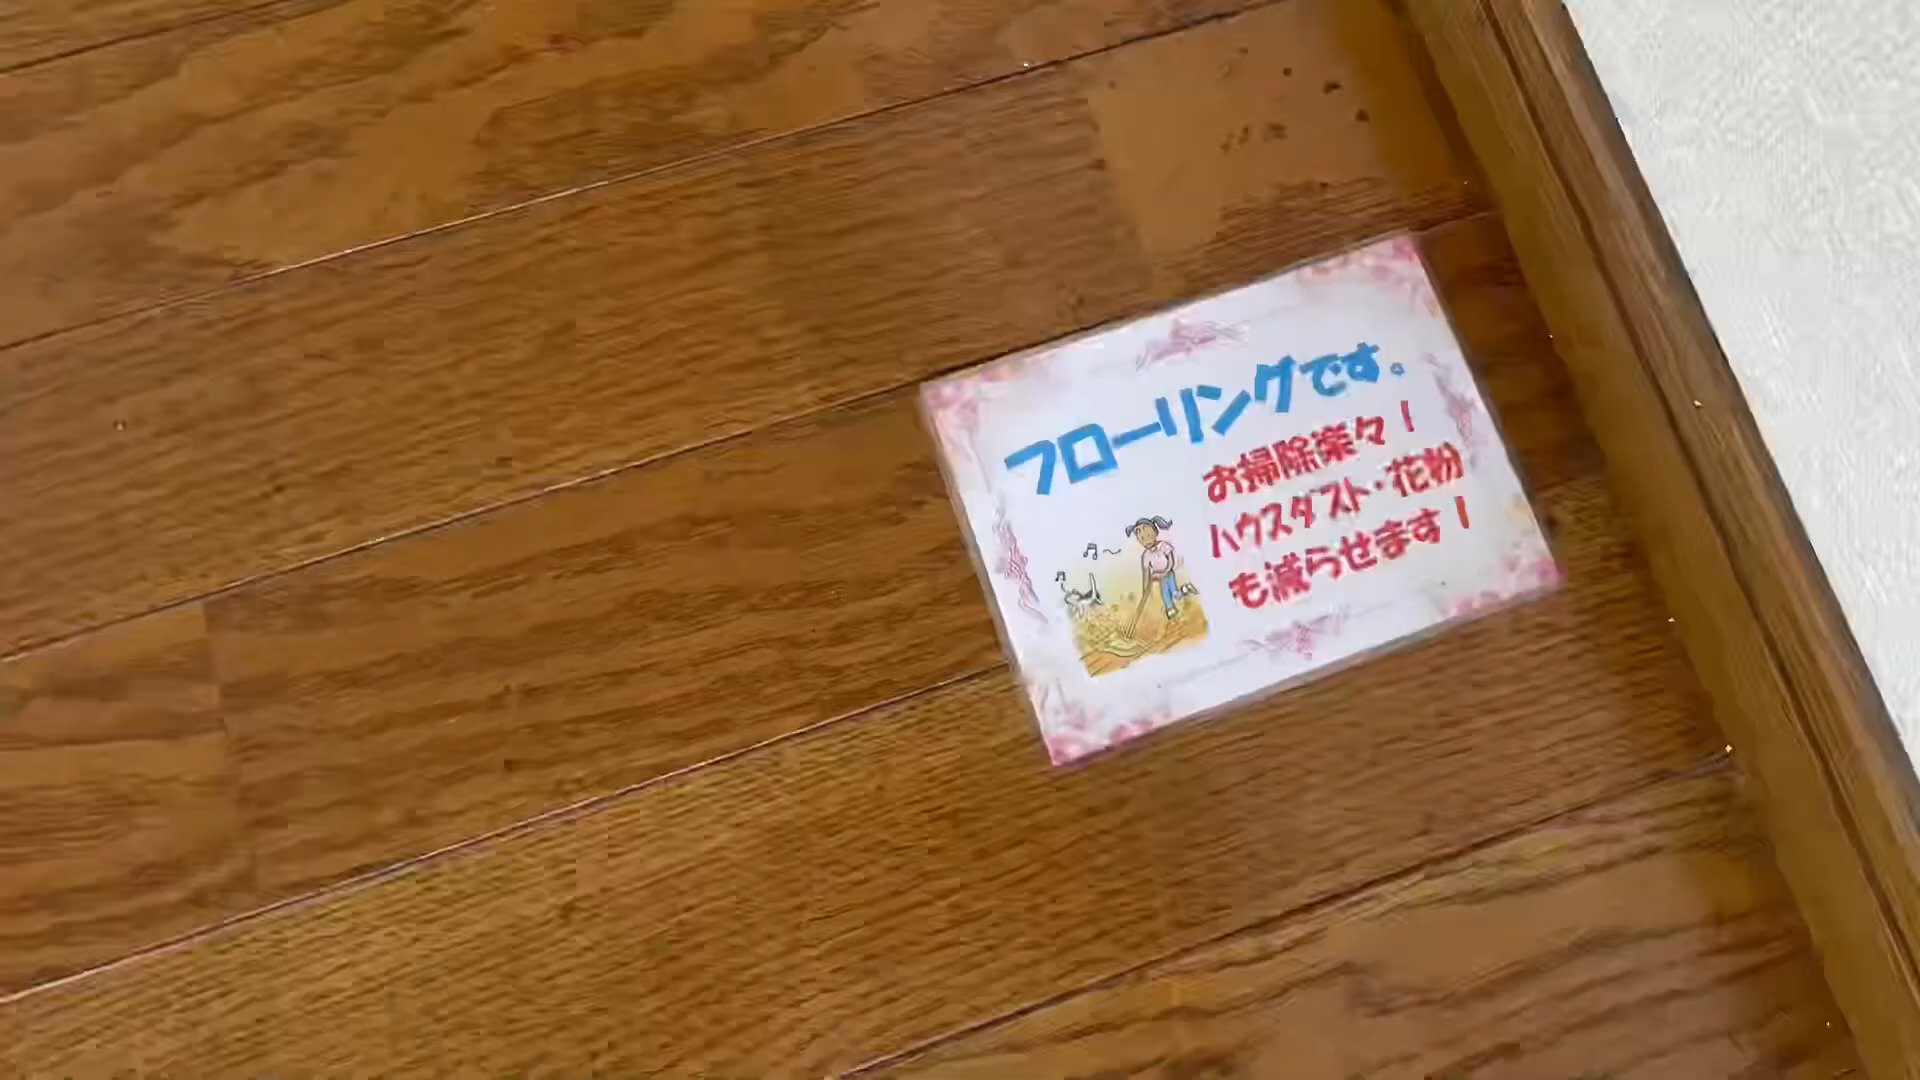 フローリングです。
お掃除楽々！
ハウスダスト・花粉
も減らせます！